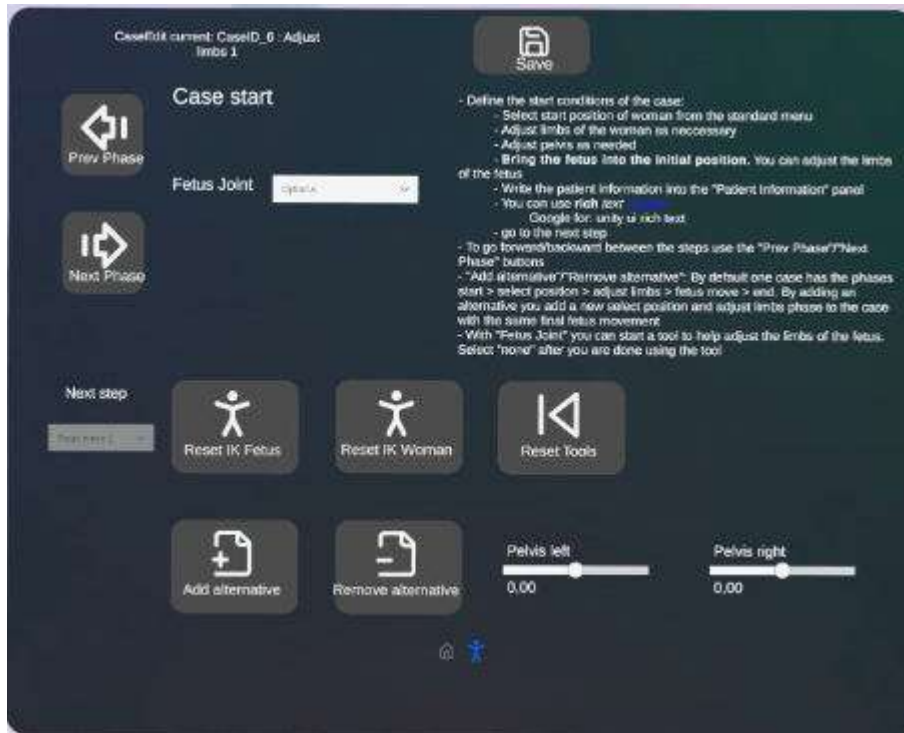 CaseEdit current: CaseID_6 : Adjust
limbs 1
Save
Case start
Prev Phase
Fetus Joint
Options
Next Phase
- Define the start conditions of the case:
- Select start position of woman from the standard menu
- Adjust limbs of the woman as neccessary
- Adjust pelvis as needed
- Bring the fetus into the initial position. You can adjust the limbs
of the fetus
- Write the patient information into the "Patient Information" panel
- You can use rich text
Google for: unity ui rich text
- go to the next step
- To go forward/backward between the steps use the "Prev Phase"/"Next
Phase" buttons
- "Add alternative"/"Remove alternative": By default one case has the phases
start > select position > adjust limbs > fetus move > end. By adding an
alternative you add a new select position and adjust limbs phase to the case
with the same final fetus movement
- With "Fetus Joint" you can start a tool to help adjust the limbs of the fetus.
Select "none" after you are done using the tool
Next step
Reset IK Fetus
Reset IK Woman
Reset Tools
Add alternative
Remove alternative
Pelvis left
0,00
Pelvis right
0,00